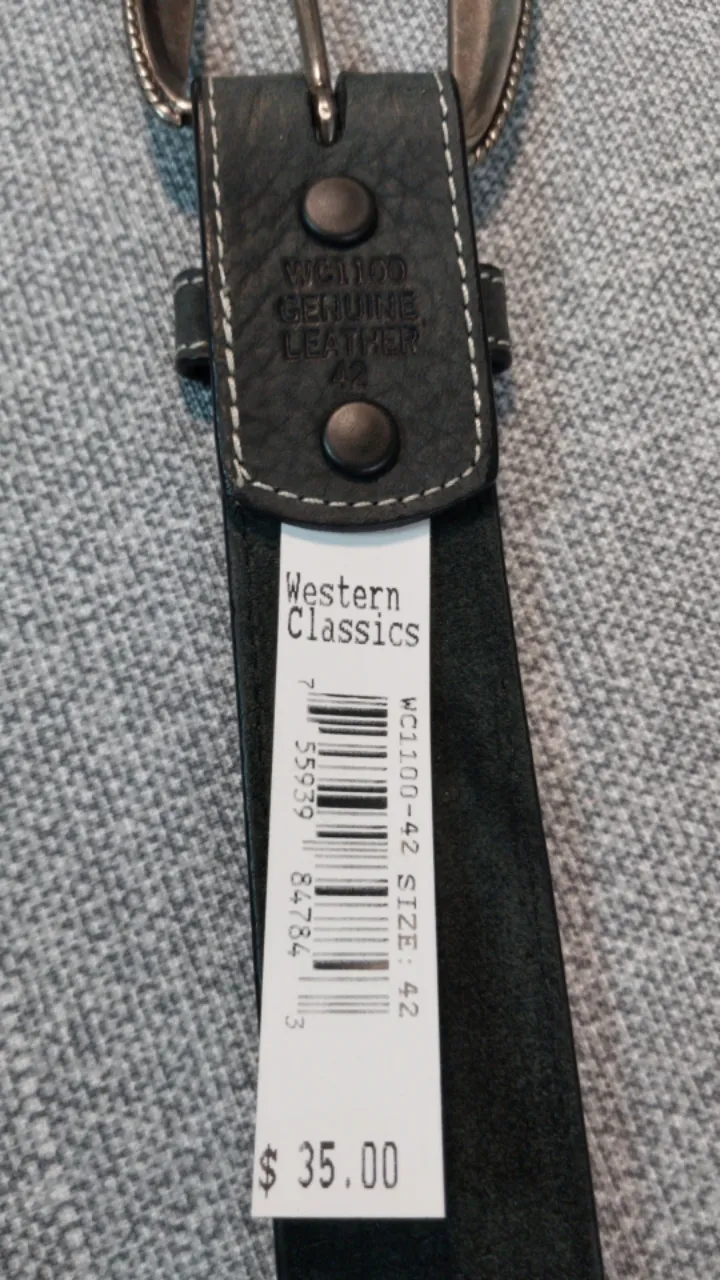 WC1100
GENUINE
LEATHER
42
Western
Classics
WC1100-42 SIZE: 42
7 55939 84784 3
$ 35.00